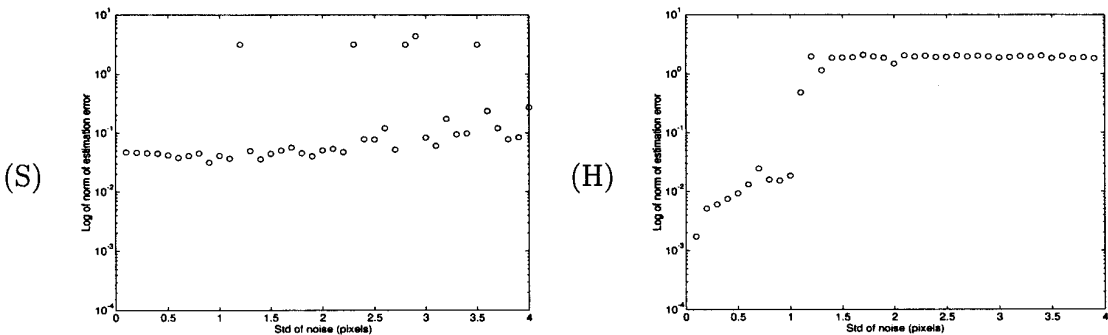 (S)
Log of norm of estimation error
10^1
10^0
10^-1
10^-2
10^-3
10^-4
0 0.5 1 1.5 2 2.5 3 3.5 4
Std of noise (pixels)
(H)
Log of norm of estimation error
10^1
10^0
10^-1
10^-2
10^-3
10^-4
0 0.5 1 1.5 2 2.5 3 3.5 4
Std of noise (pixels)